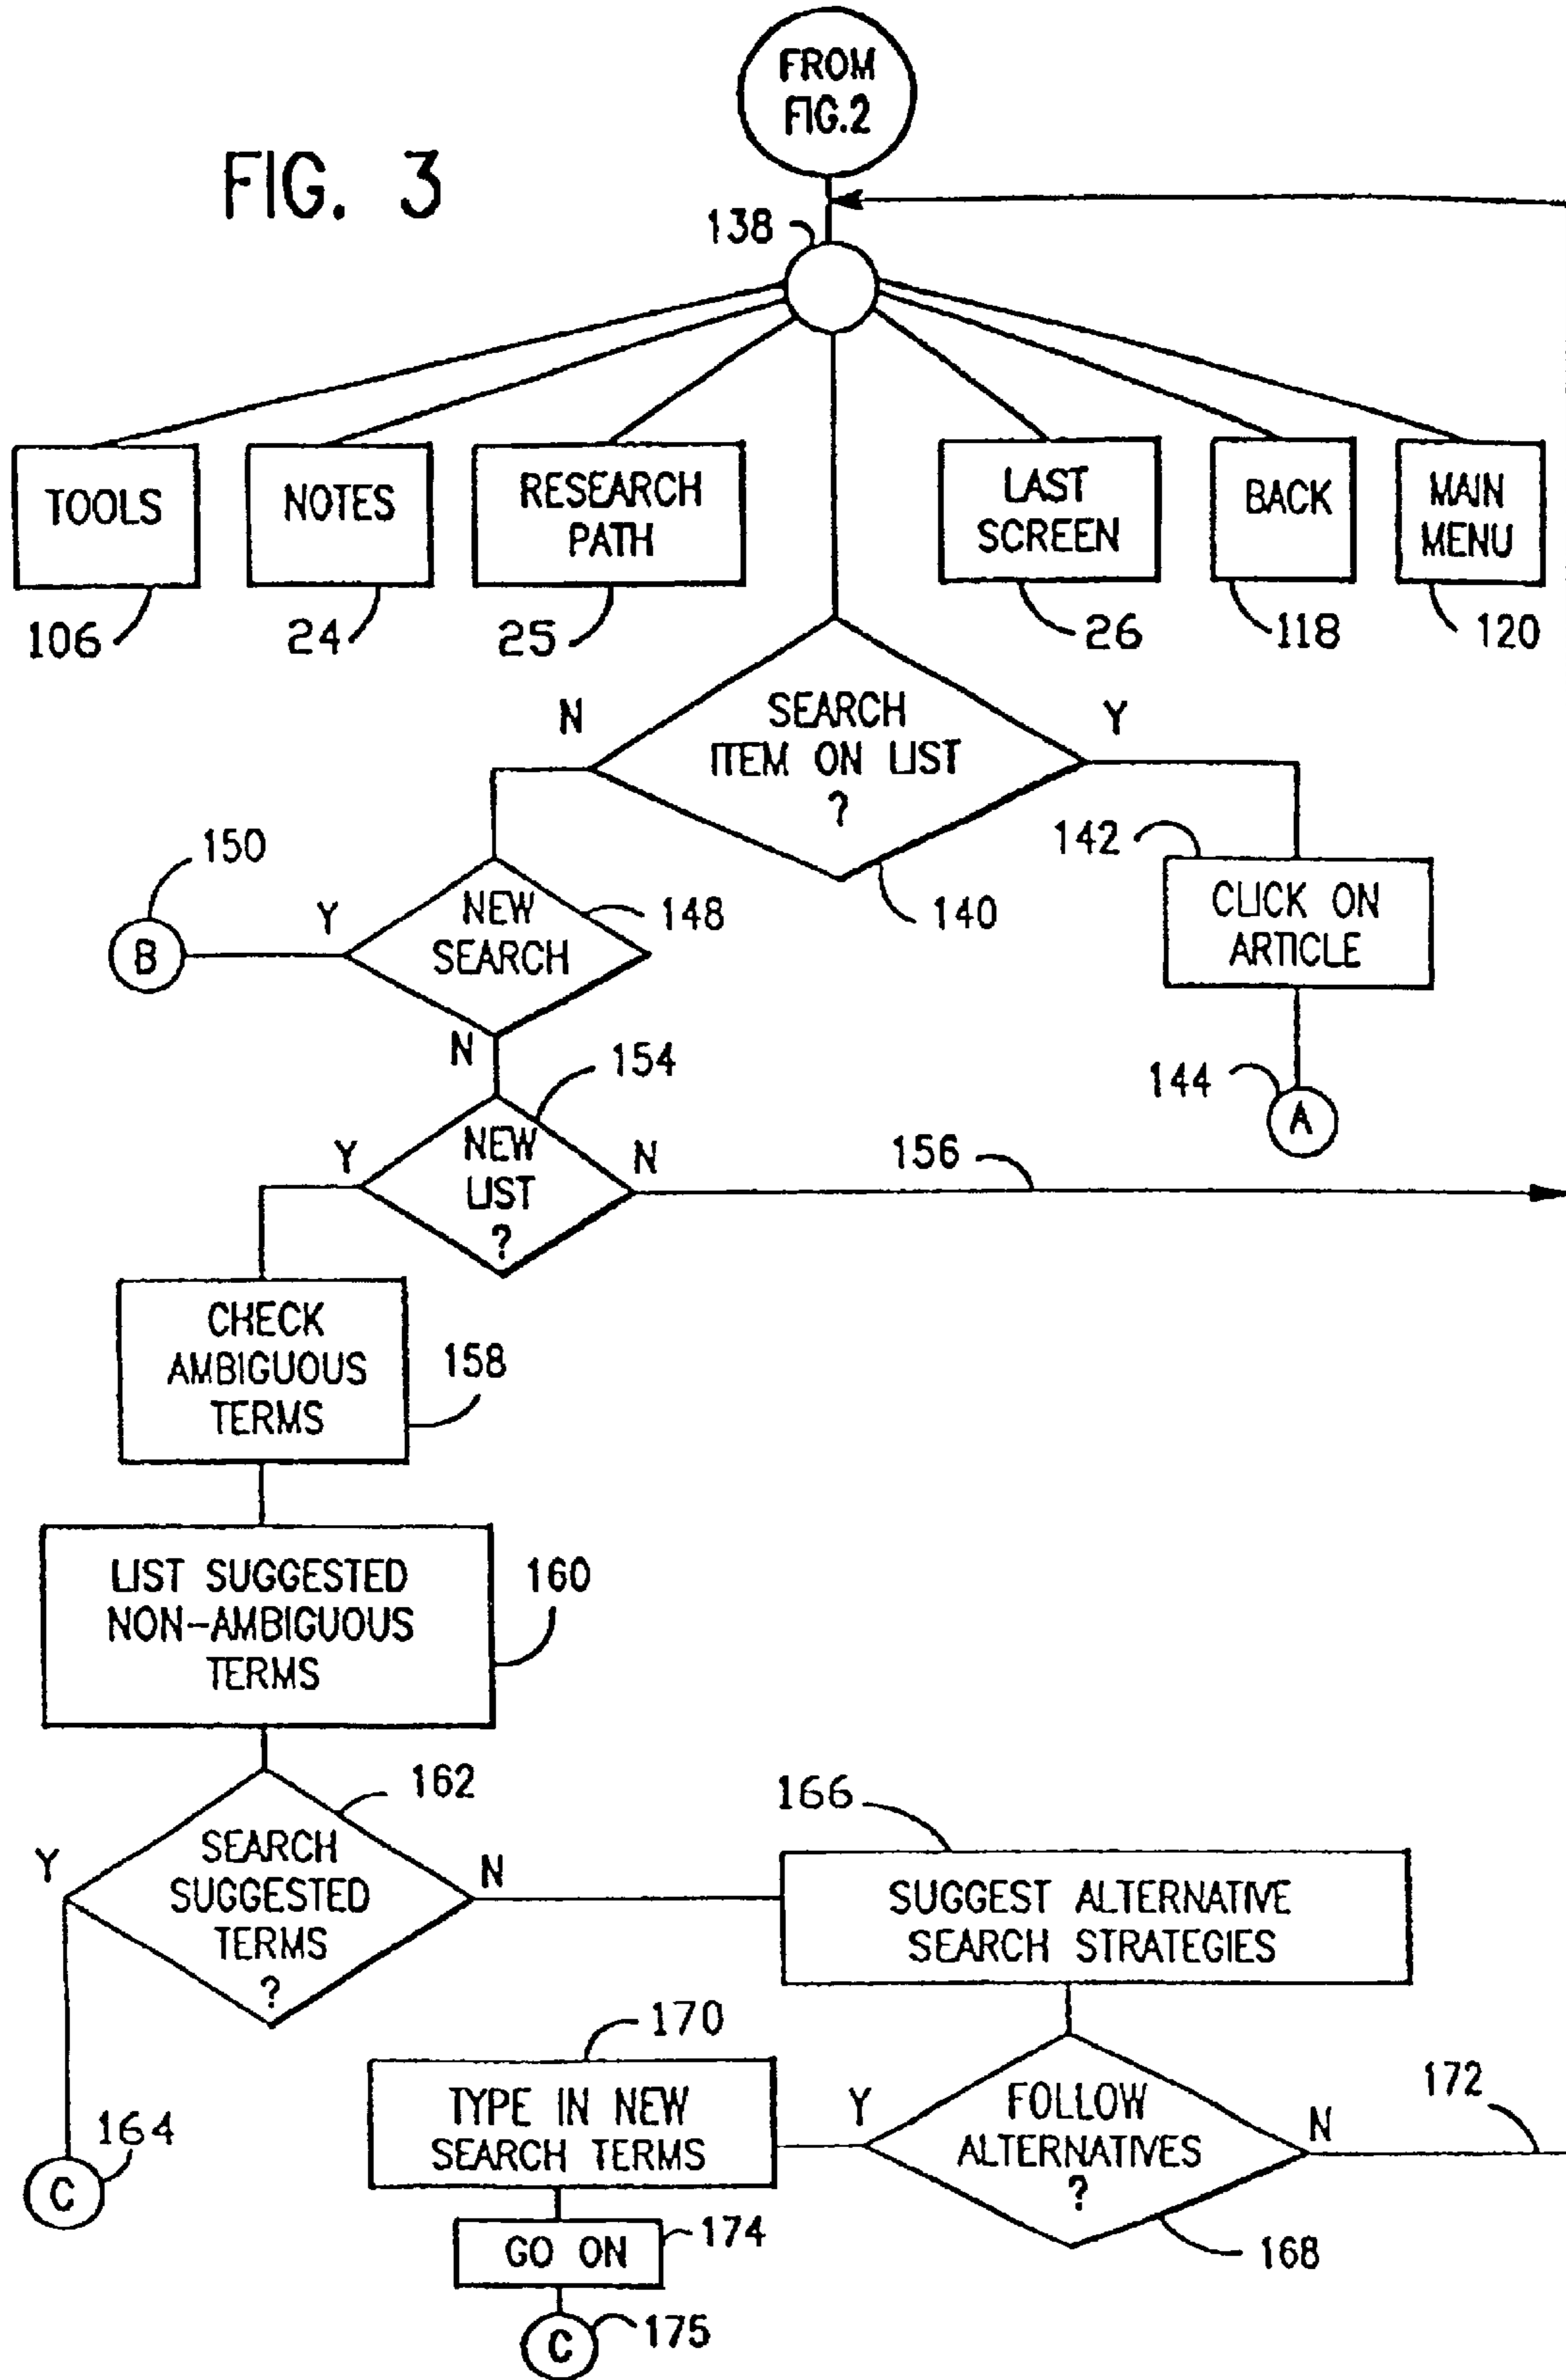 FROM
FIG.2
FIG. 3
138
TOOLS
NOTES
RESEARCH
PATH
LAST
SCREEN
BACK
MAIN
MENU
106
24
25
26
118
120
N
SEARCH
ITEM ON LIST
?
Y
140
142
CLICK ON
ARTICLE
144
A
150
B
Y
NEW
SEARCH
148
N
154
Y
NEW
LIST
?
N
156
CHECK
AMBIGUOUS
TERMS
158
LIST SUGGESTED
NON-AMBIGUOUS
TERMS
160
162
Y
SEARCH
SUGGESTED
TERMS
?
N
164
C
166
SUGGEST ALTERNATIVE
SEARCH STRATEGIES
170
TYPE IN NEW
SEARCH TERMS
Y
FOLLOW
ALTERNATIVES
?
N
172
168
GO ON
174
C
175